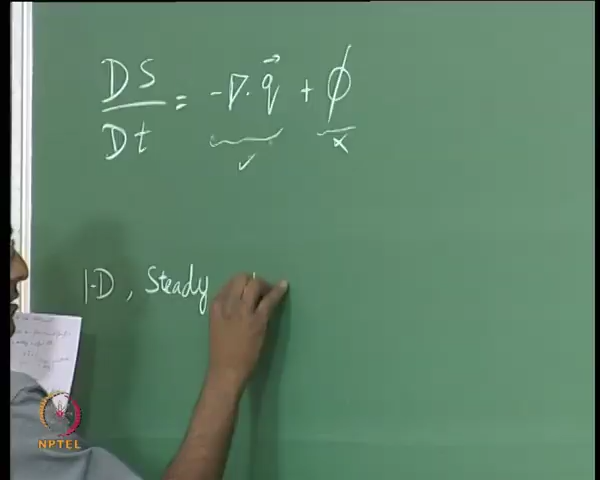 DS/Dt = -∇·q⃗ + ϕ
✓ x
1-D, Steady
NPTEL